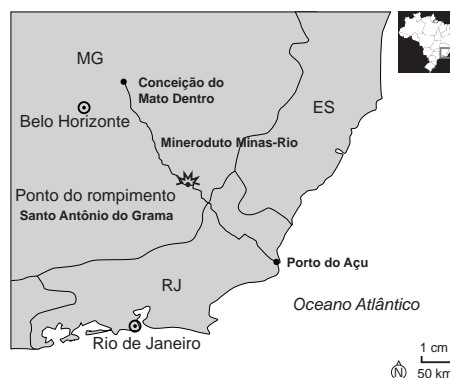 MG
Conceição do
Mato Dentro
Belo Horizonte
ES
Mineroduto Minas-Rio
Ponto do rompimento
Santo Antônio do Grama
Porto do Açu
RJ
Oceano Atlântico
Rio de Janeiro
1 cm
N
50 km